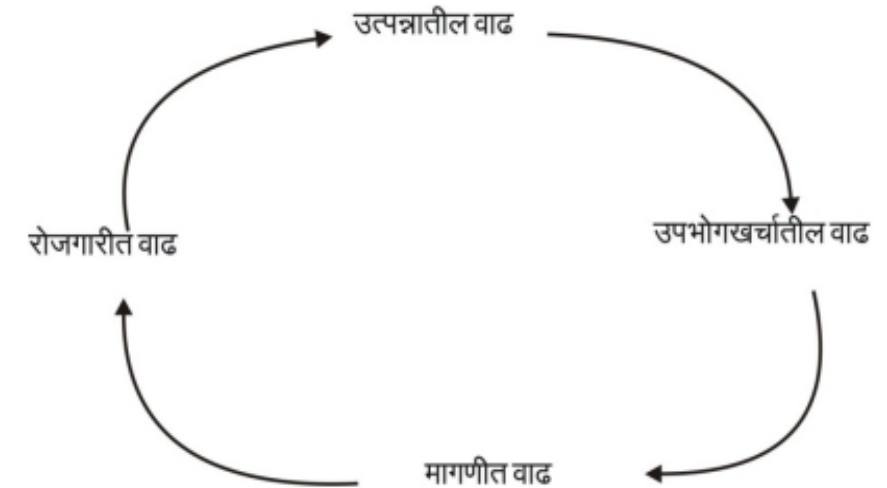 उत्पन्नातील वाढ
उपभोगखर्चातील वाढ
मागणीत वाढ
रोजगारीत वाढ